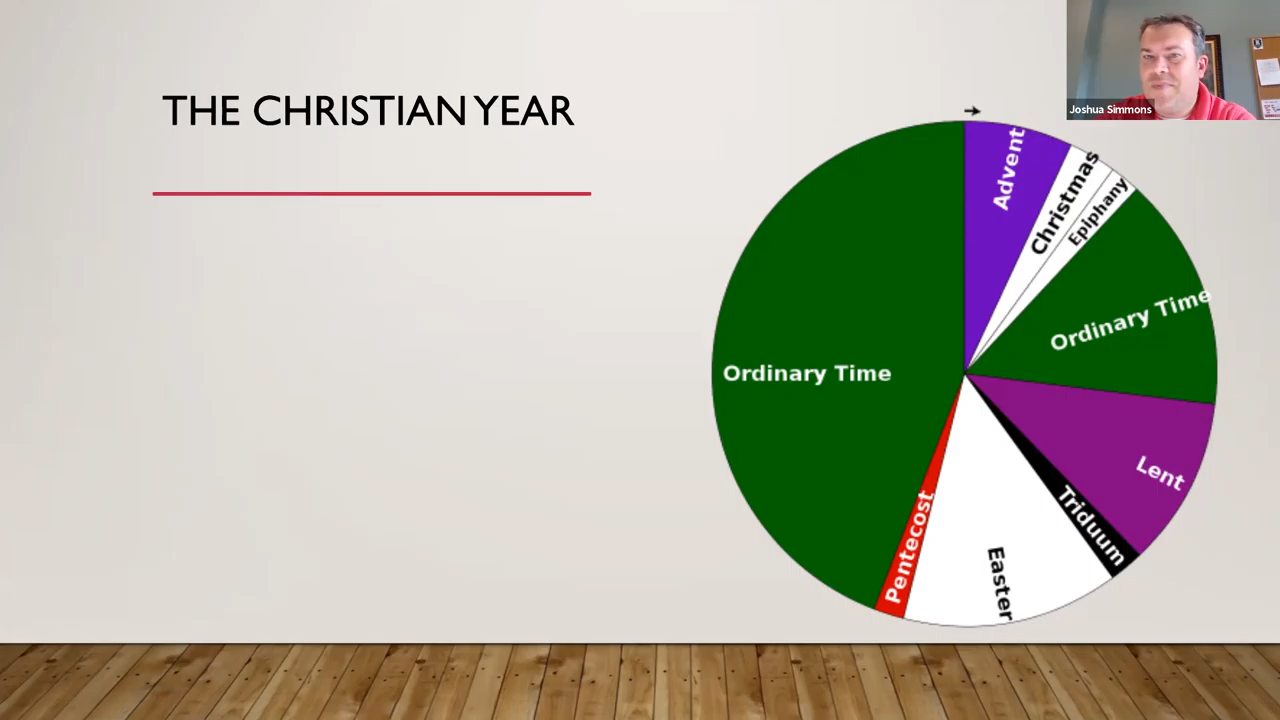 THE CHRISTIAN YEAR
Joshua Simmons
Advent
Christmas
Epiphany
Ordinary Time
Lent
Triduum
Easter
Pentecost
Ordinary Time